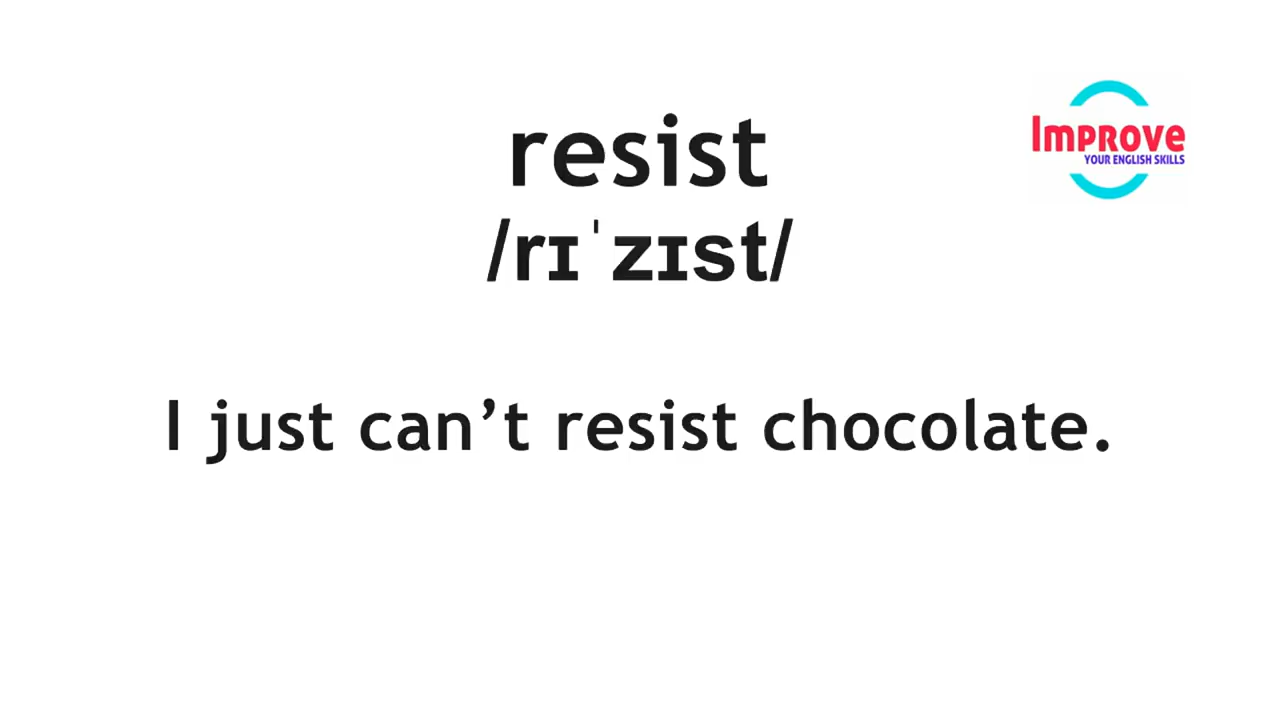 resist
/rɪˈzɪst/
I just can’t resist chocolate.
Improve
YOUR ENGLISH SKILLS